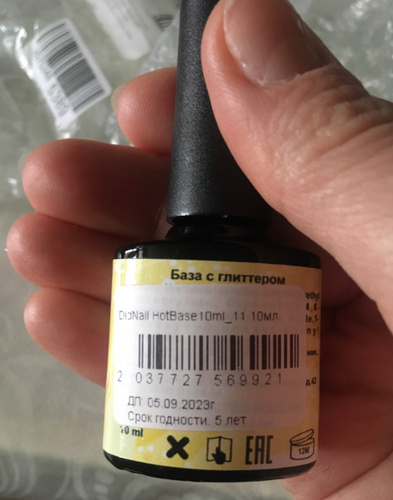 База с глиттером
DidNail HotBase10ml_11 10мл
2 037727 569921
ДП: 05.09.2023г
Срок годности: 5 лет
10 ml
EAC
12M